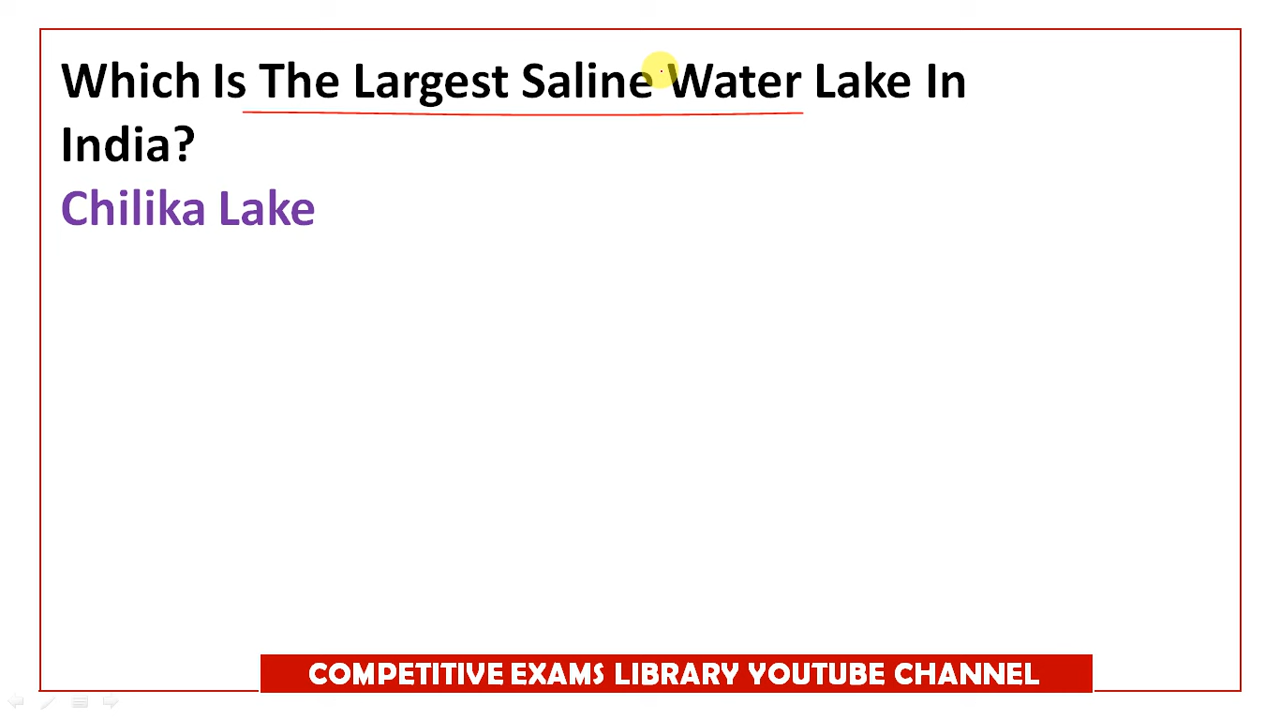 Which Is The Largest Saline Water Lake In
India?
Chilika Lake
COMPETITIVE EXAMS LIBRARY YOUTUBE CHANNEL